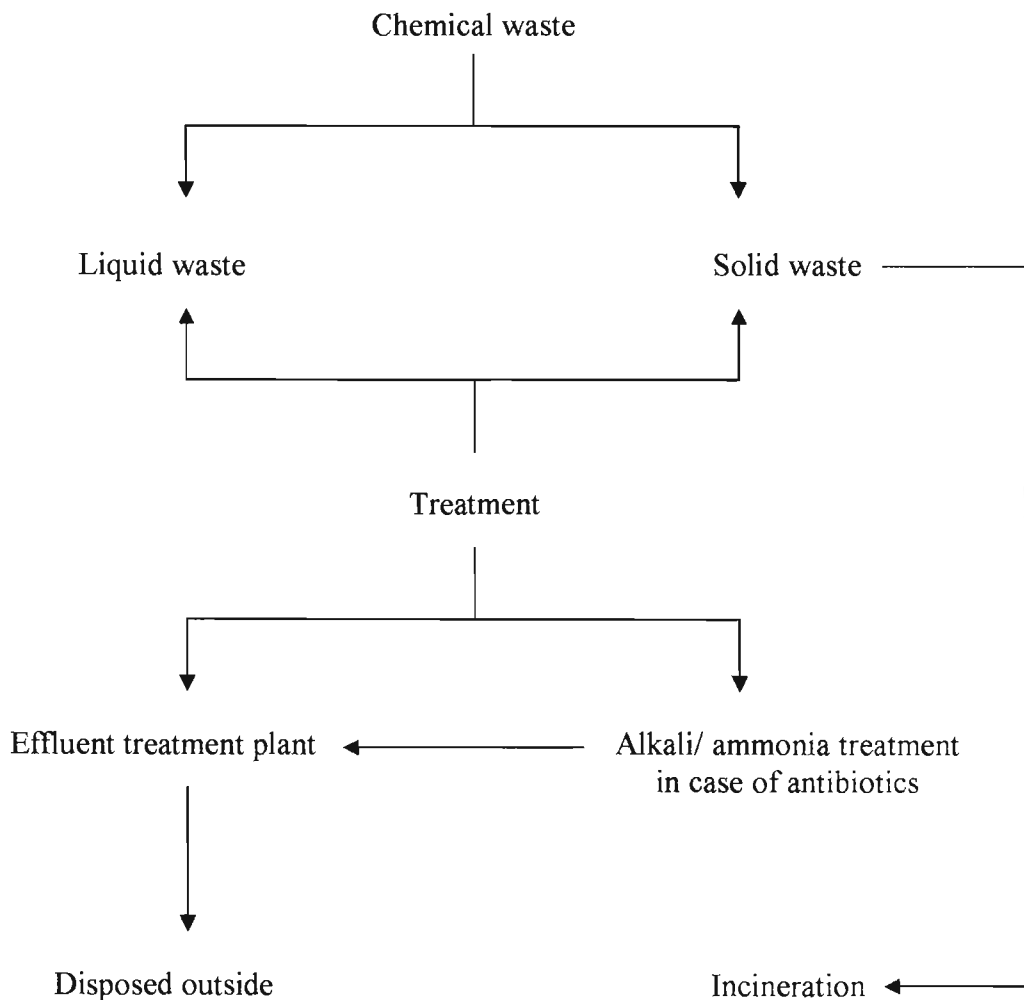 Chemical waste
Liquid waste
Solid waste
Treatment
Effluent treatment plant
Alkali/ ammonia treatment
in case of antibiotics
Disposed outside
Incineration